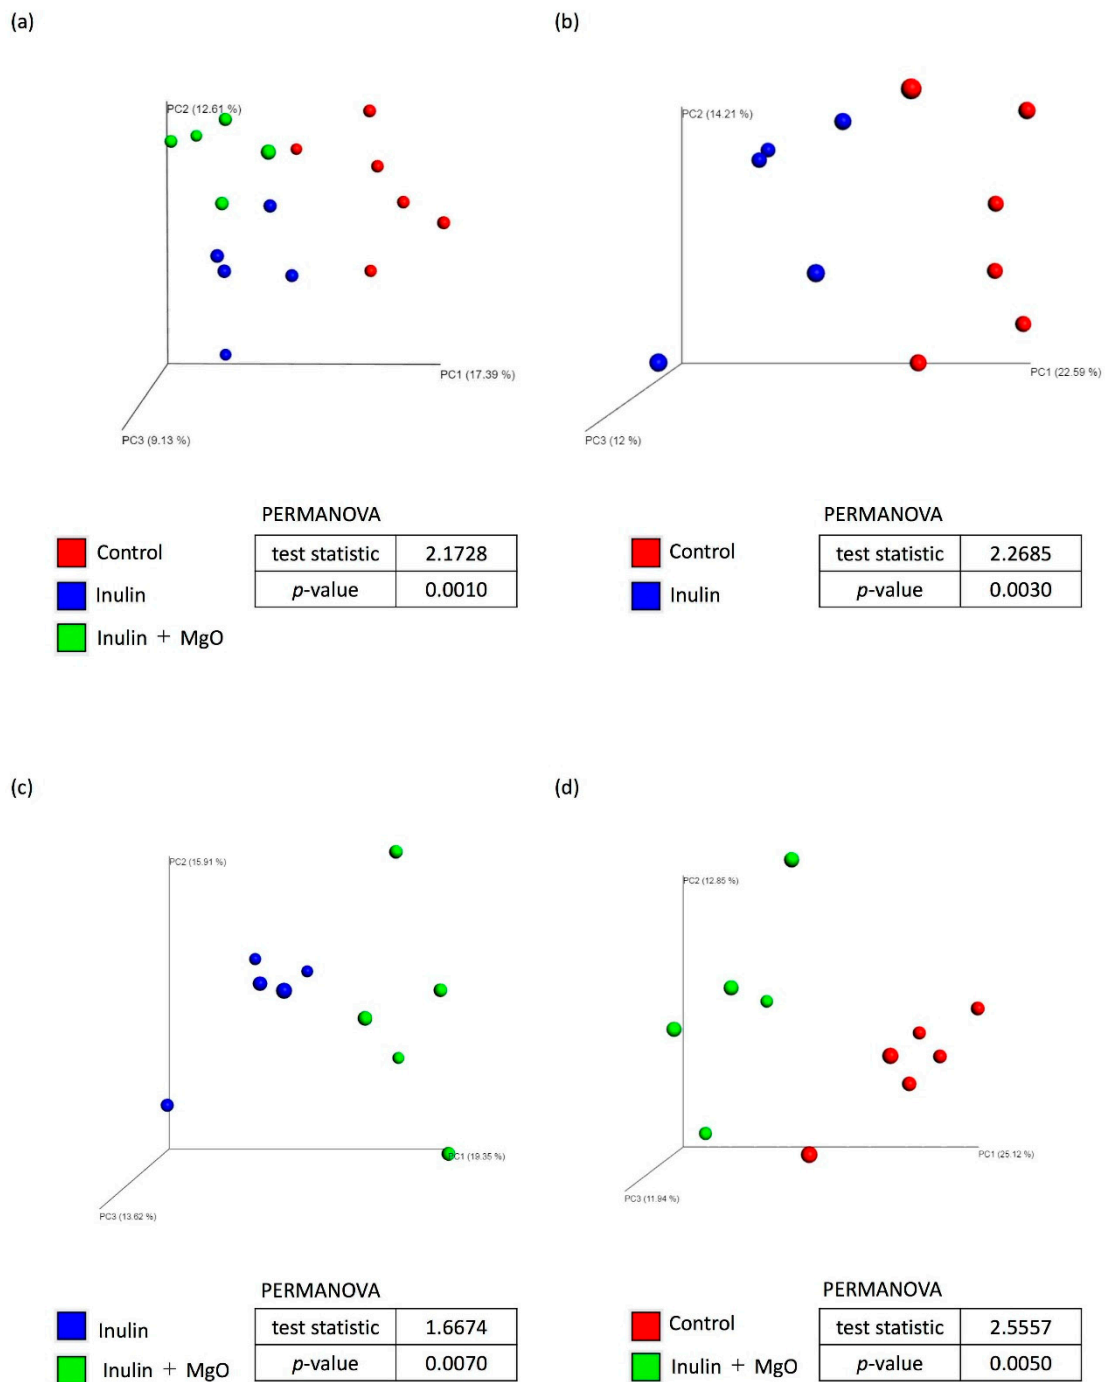 (a)
PC2 (12.61 %)
PC1 (17.39 %)
PC3 (9.13 %)
Control
Inulin
Inulin + MgO
PERMANOVA
test statistic 2.1728
p-value 0.0010
(b)
PC2 (14.21 %)
PC1 (22.59 %)
PC3 (12 %)
Control
Inulin
PERMANOVA
test statistic 2.2685
p-value 0.0030
(c)
PC2 (15.91 %)
PC1 (19.35 %)
PC3 (13.62 %)
Inulin
Inulin + MgO
PERMANOVA
test statistic 1.6674
p-value 0.0070
(d)
PC2 (12.85 %)
PC1 (25.12 %)
PC3 (11.94 %)
Control
Inulin + MgO
PERMANOVA
test statistic 2.5557
p-value 0.0050